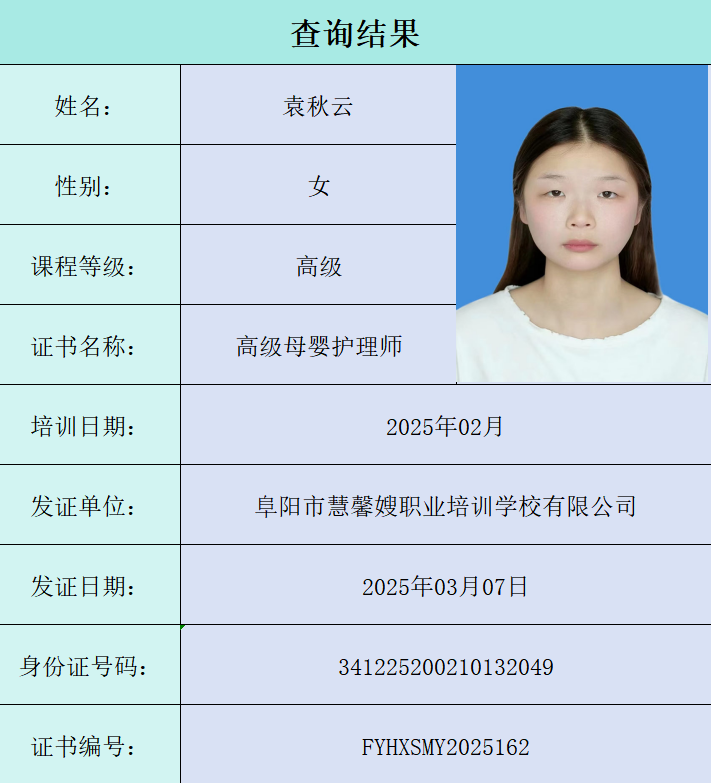 查询结果
姓名： 袁秋云
性别： 女
课程等级： 高级
证书名称： 高级母婴护理师
培训日期： 2025年02月
发证单位： 阜阳市慧馨嫂职业培训学校有限公司
发证日期： 2025年03月07日
身份证号码： 341225200210132049
证书编号： FYHXSMY2025162